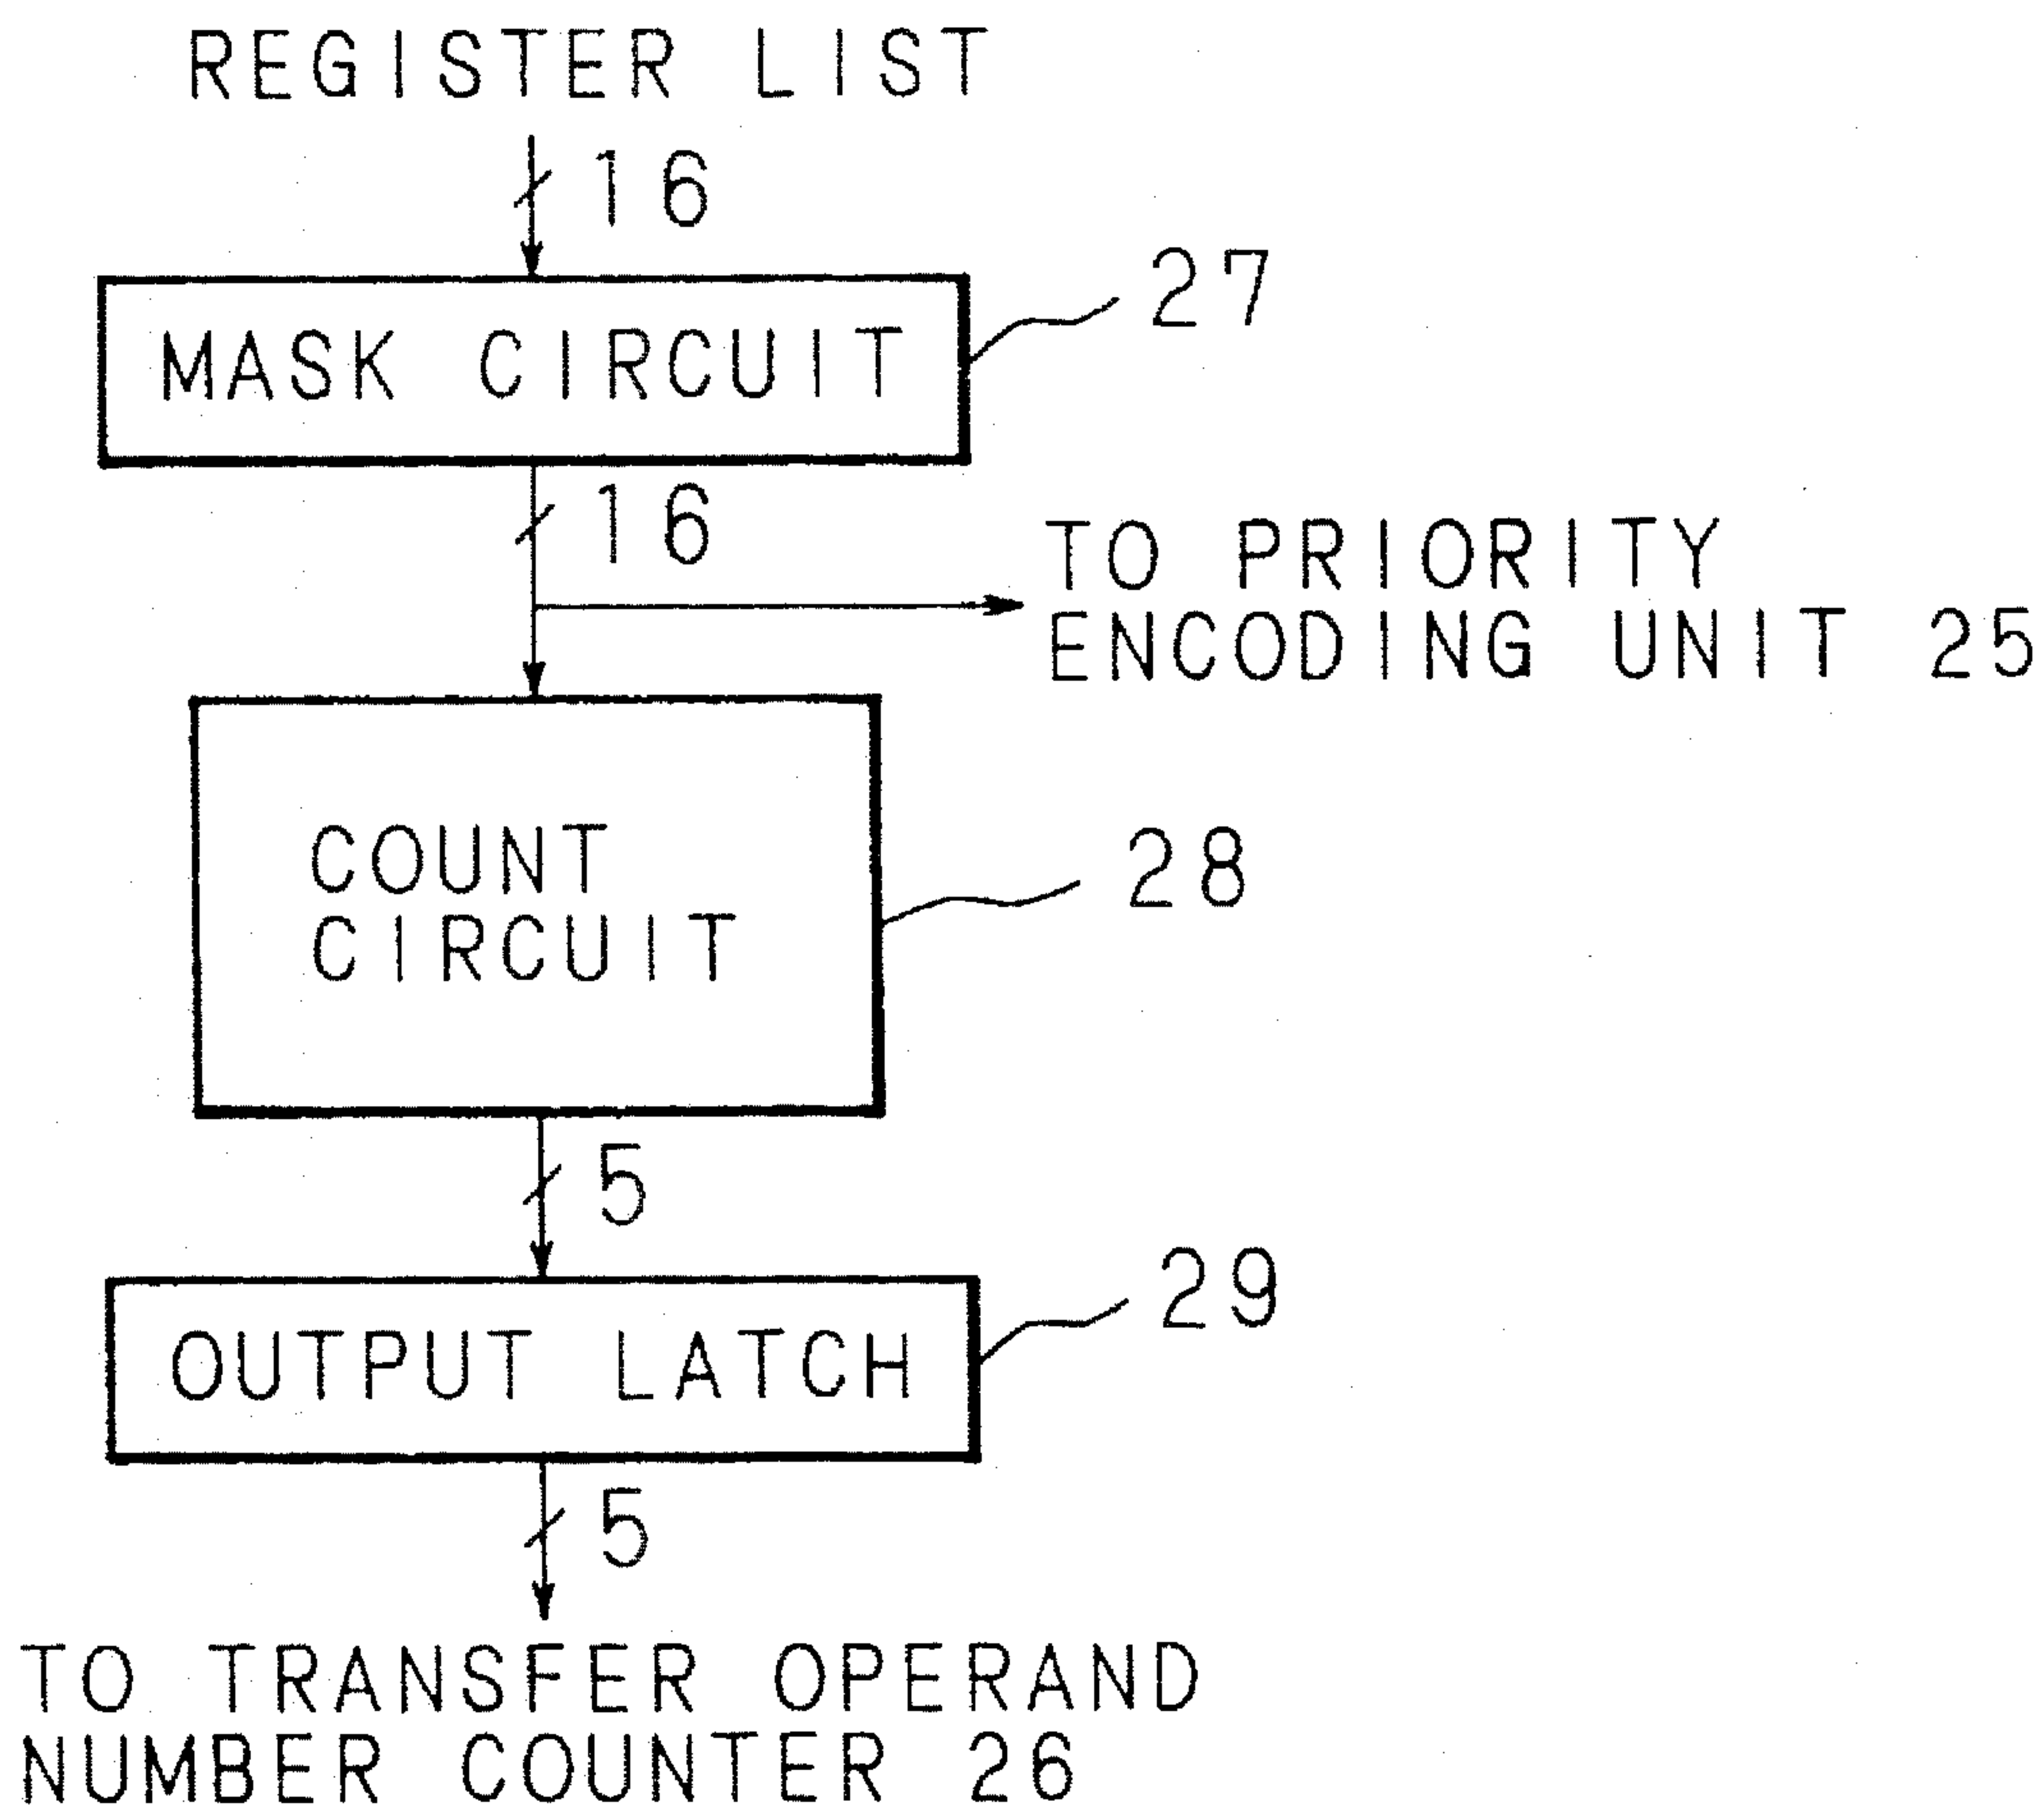 REGISTER LIST
16
MASK CIRCUIT
27
16
TO PRIORITY
ENCODING UNIT 25
COUNT
CIRCUIT
28
5
OUTPUT LATCH
29
5
TO TRANSFER OPERAND
NUMBER COUNTER 26